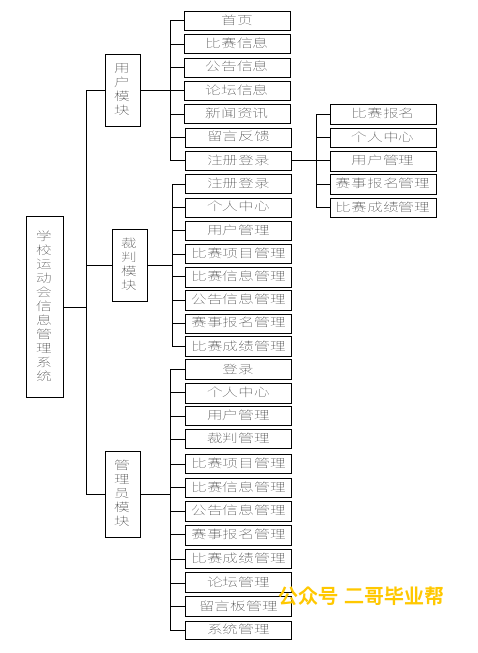 学校运动会信息管理系统
用户模块
首页
比赛信息
公告信息
论坛信息
新闻资讯
留言反馈
注册登录
比赛报名
个人中心
用户管理
赛事报名管理
比赛成绩管理
裁判模块
注册登录
个人中心
用户管理
比赛项目管理
比赛信息管理
公告信息管理
赛事报名管理
比赛成绩管理
管理员模块
登录
个人中心
用户管理
裁判管理
比赛项目管理
比赛信息管理
公告信息管理
赛事报名管理
比赛成绩管理
论坛管理
留言板管理
系统管理
公众号 二哥毕业帮